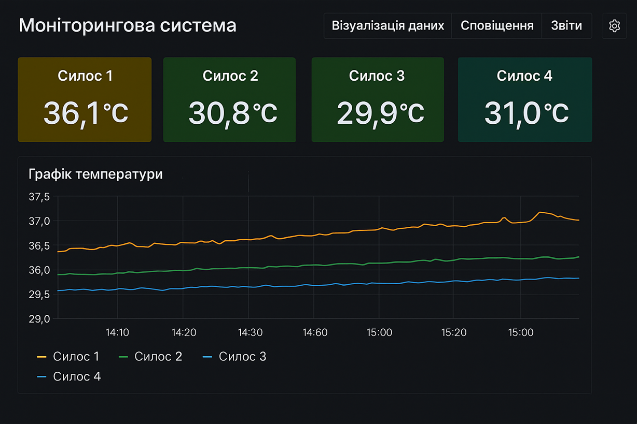 Моніторингова система
Візуалізація даних Сповіщення Звіти
Силос 1 Силос 2 Силос 3 Силос 4
36,1°C 30,8°C 29,9°C 31,0°C
Графік температури
37,5
37,0
36,5
36,0
29,5
29,0
14:10 14:20 14:30 14:60 15:00 15:20 15:00
Силос 1 Силос 2 Силос 3
Силос 4